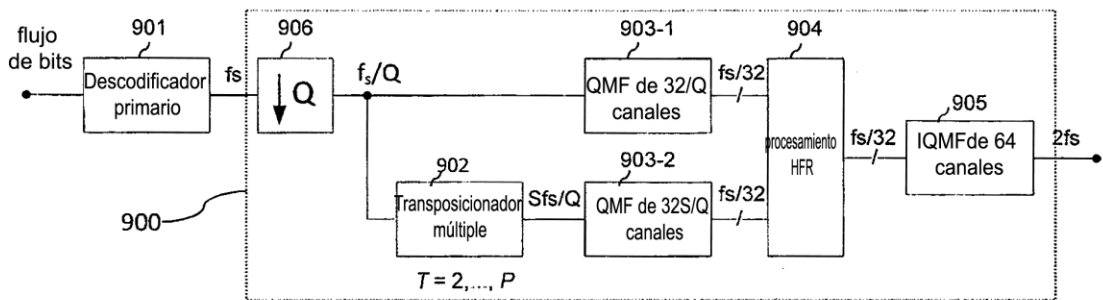 flujo
de bits
901
Descodificador
primario
fs
906
↓ Q
fs/Q
903-1
QMF de 32/Q
canales
fs/32
904
procesamiento
HFR
fs/32
905
IQMFde 64
canales
2fs
902
Transposicionador
múltiple
Sfs/Q
903-2
QMF de 32S/Q
canales
fs/32
900
T = 2,..., P